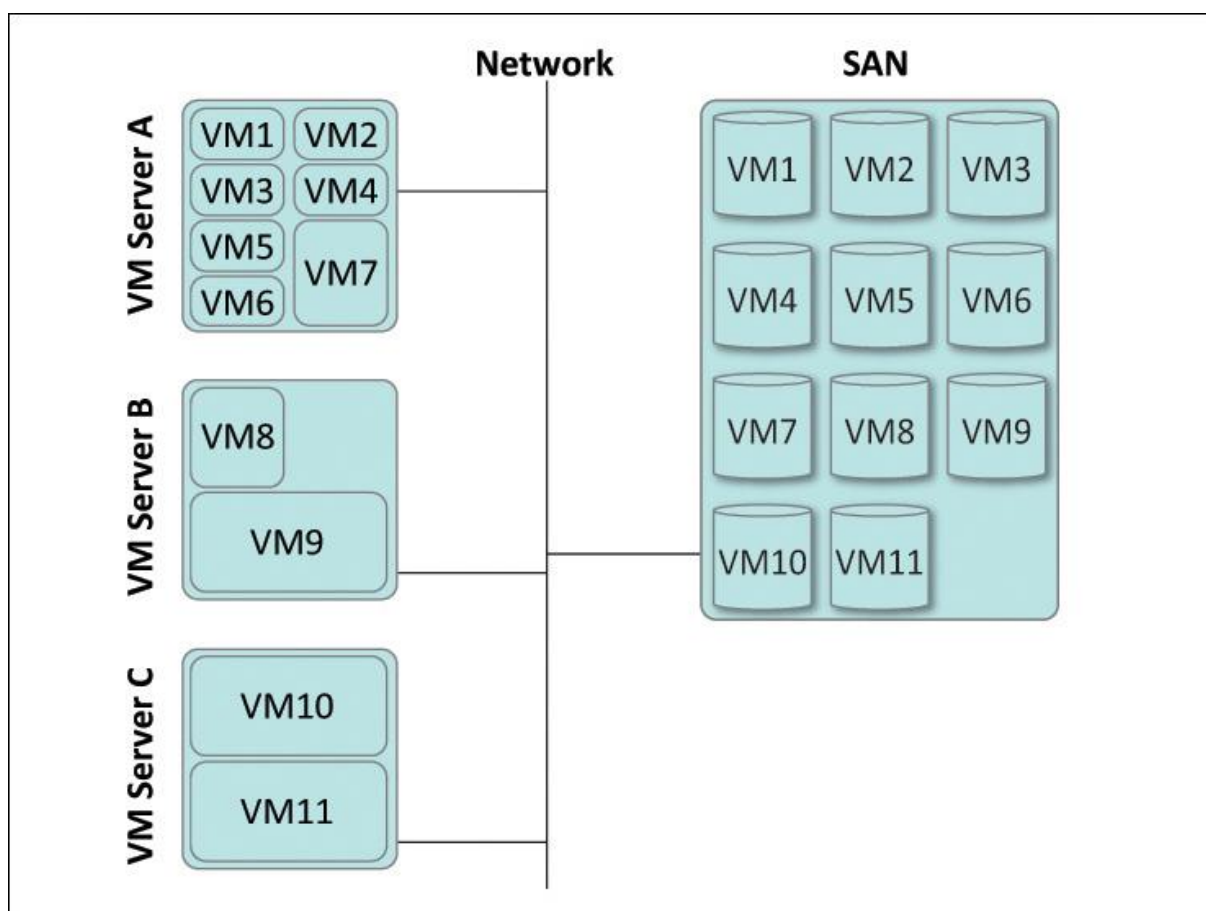 Network
SAN
VM Server A
VM1
VM2
VM3
VM4
VM5
VM6
VM7
VM Server B
VM8
VM9
VM Server C
VM10
VM11
VM1
VM2
VM3
VM4
VM5
VM6
VM7
VM8
VM9
VM10
VM11